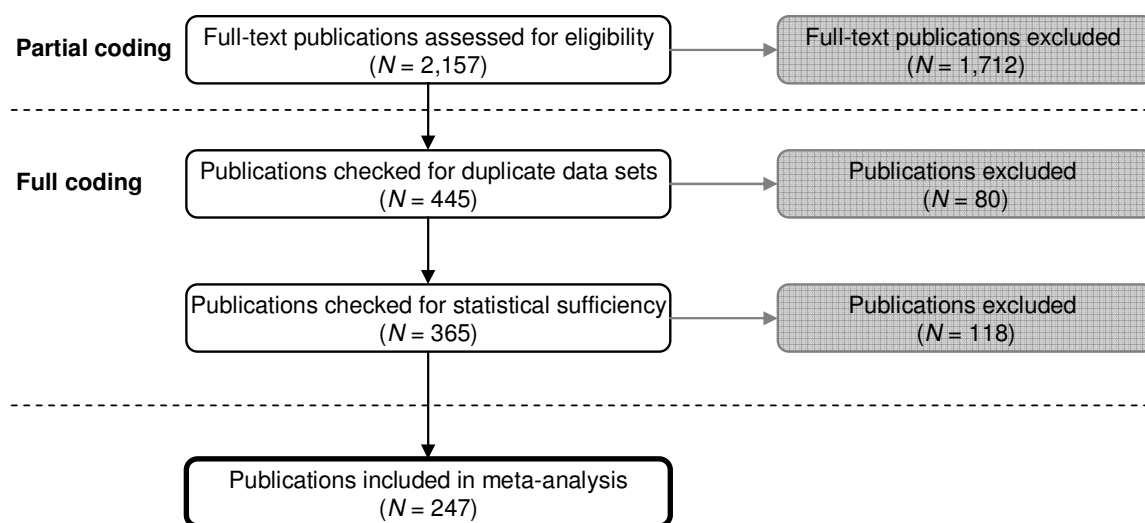 Partial coding
Full-text publications assessed for eligibility
(N = 2,157)
Full-text publications excluded
(N = 1,712)
Full coding
Publications checked for duplicate data sets
(N = 445)
Publications excluded
(N = 80)
Publications checked for statistical sufficiency
(N = 365)
Publications excluded
(N = 118)
Publications included in meta-analysis
(N = 247)